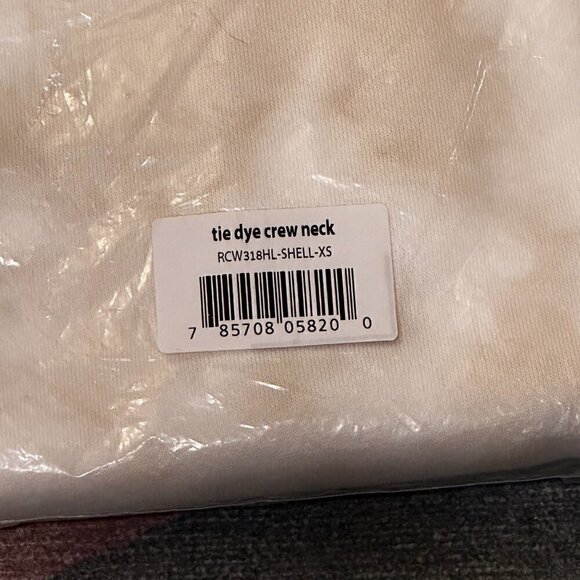 tie dye crew neck
RCW318HL-SHELL-XS
7 85708 05820 0